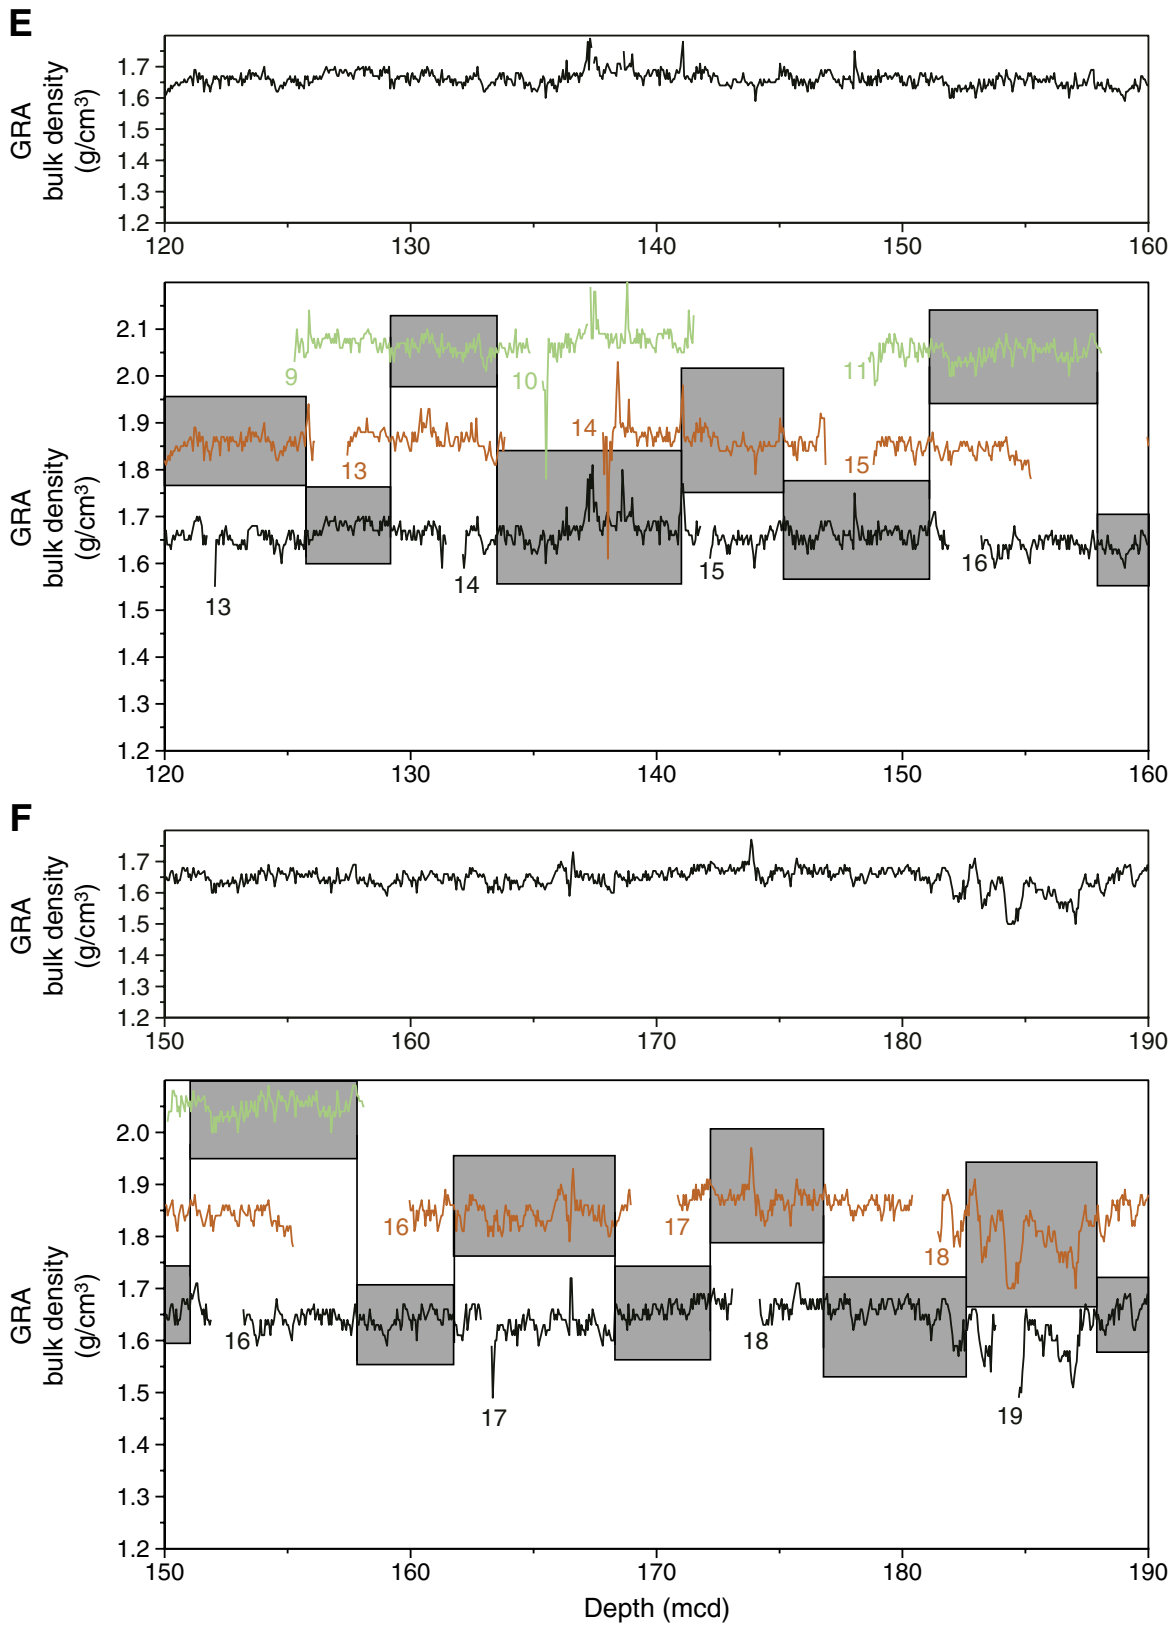 E
GRA
bulk density
(g/cm³)
1.7
1.6
1.5
1.4
1.3
1.2
120 130 140 150 160
GRA
bulk density
(g/cm³)
2.1
2.0
1.9
1.8
1.7
1.6
1.5
1.4
1.3
1.2
9 10 11
13 14 15
13 14 15 16
120 130 140 150 160
F
GRA
bulk density
(g/cm³)
1.7
1.6
1.5
1.4
1.3
1.2
150 160 170 180 190
GRA
bulk density
(g/cm³)
2.0
1.9
1.8
1.7
1.6
1.5
1.4
1.3
1.2
16 17 18
16 17 18 19
150 160 170 180 190
Depth (mcd)